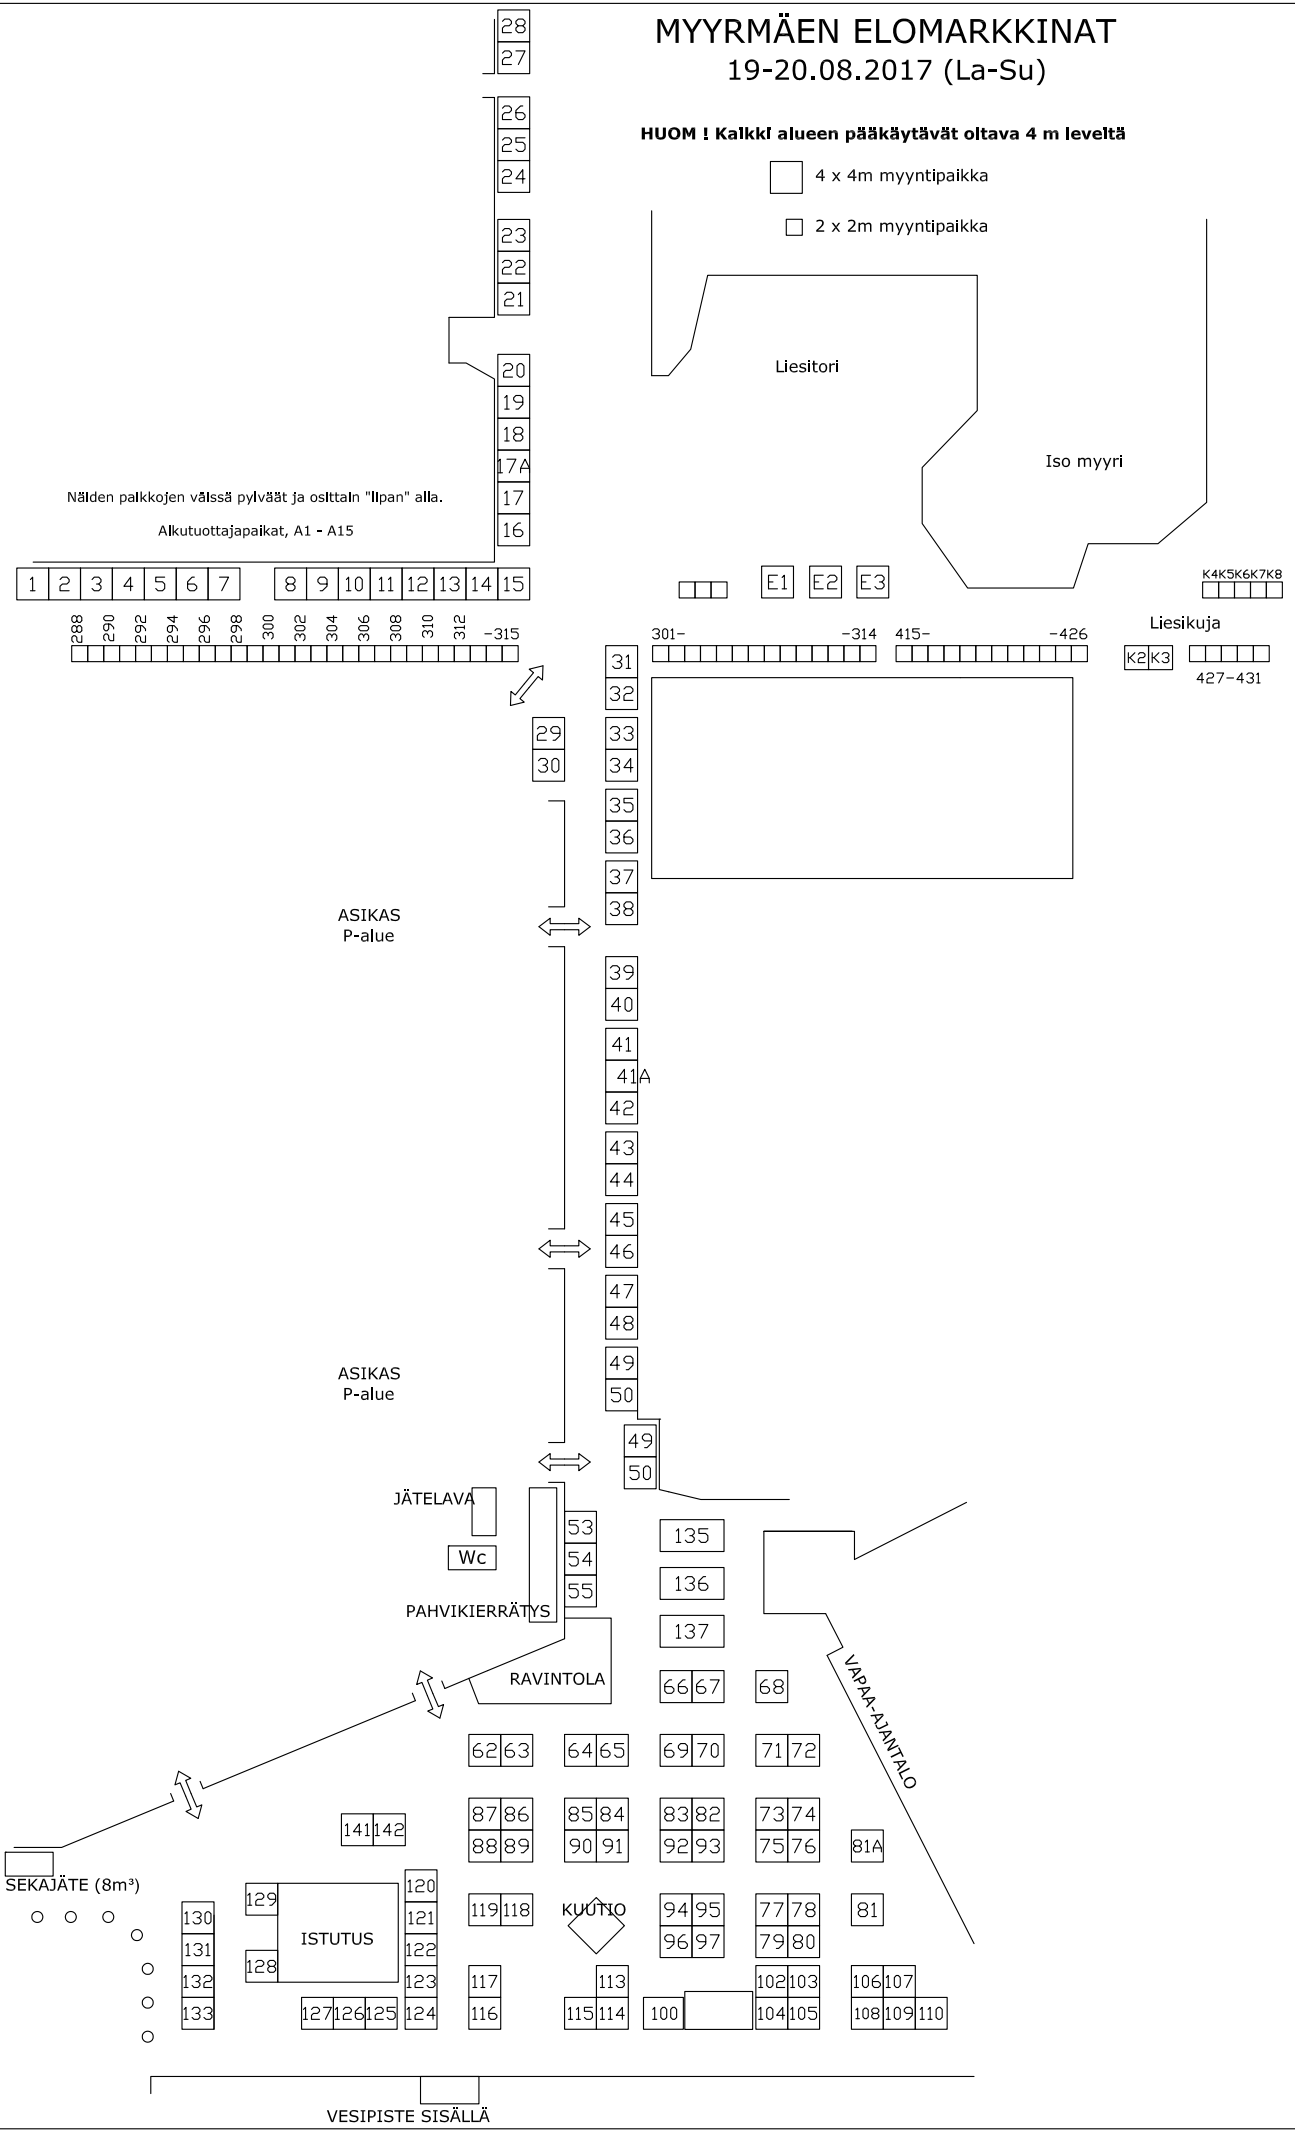 MYYRMÄEN ELOMARKKINAT
19-20.08.2017 (La-Su)
HUOM ! Kaikki alueen pääkäytävät oltava 4 m leveitä
4 x 4m myyntipaikka
2 x 2m myyntipaikka
28
27
26
25
24
23
22
21
20
19
18
17A
17
16
Liesitori
Iso myyri
Näiden paikkojen välssä pylväät ja osittain "lipan" alla.
Alkutuottajapaikat, A1 - A15
1 2 3 4 5 6 7 8 9 10 11 12 13 14 15
E1 E2 E3
K4K5K6K7K8
288 290 292 294 296 298 300 302 304 306 308 310 312 -315
301- -314 415- -426
Liesikuja
K2 K3
427-431
31
32
29
30
33
34
35
36
37
38
ASIKAS
P-alue
39
40
41
41A
42
43
44
45
46
47
48
49
50
ASIKAS
P-alue
49
50
JÄTELAVA
Wc
PAHVIKIERRÄTYS
53
54
55
135
136
137
RAVINTOLA
66 67 68
VAPAA-AJANTALO
62 63 64 65 69 70 71 72
87 86 85 84 83 82 73 74
141 142
88 89 90 91 92 93 75 76 81A
SEKAJÄTE (8m³)
120
129
130 121 119 118 KUUTIO 94 95 77 78 81
ISTUTUS
131 122 96 97 79 80
128
132 123 117 113 102 103 106 107
133 127 126 125 124 116 115 114 100 104 105 108 109 110
VESIPISTE SISÄLLÄ